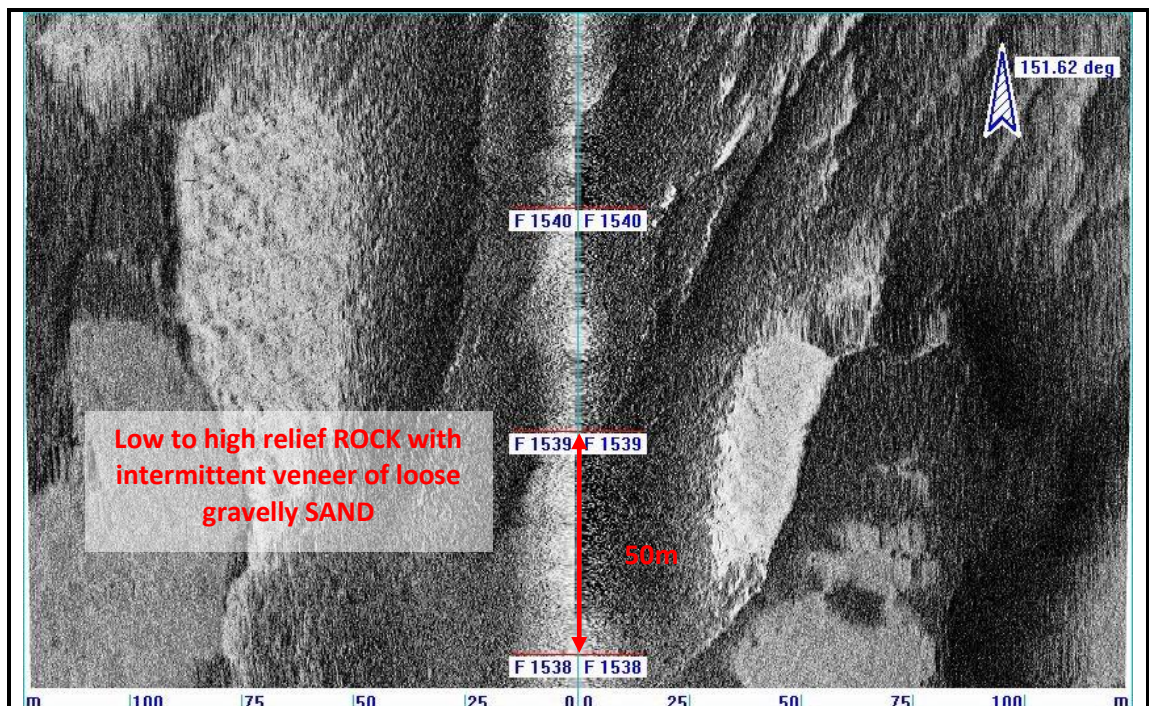 151.62 deg
F 1540 F 1540
Low to high relief ROCK with
intermittent veneer of loose
gravelly SAND
F 1539 F 1539
50m
F 1538 F 1538
m 100 75 50 25 0 0 25 50 75 100 m